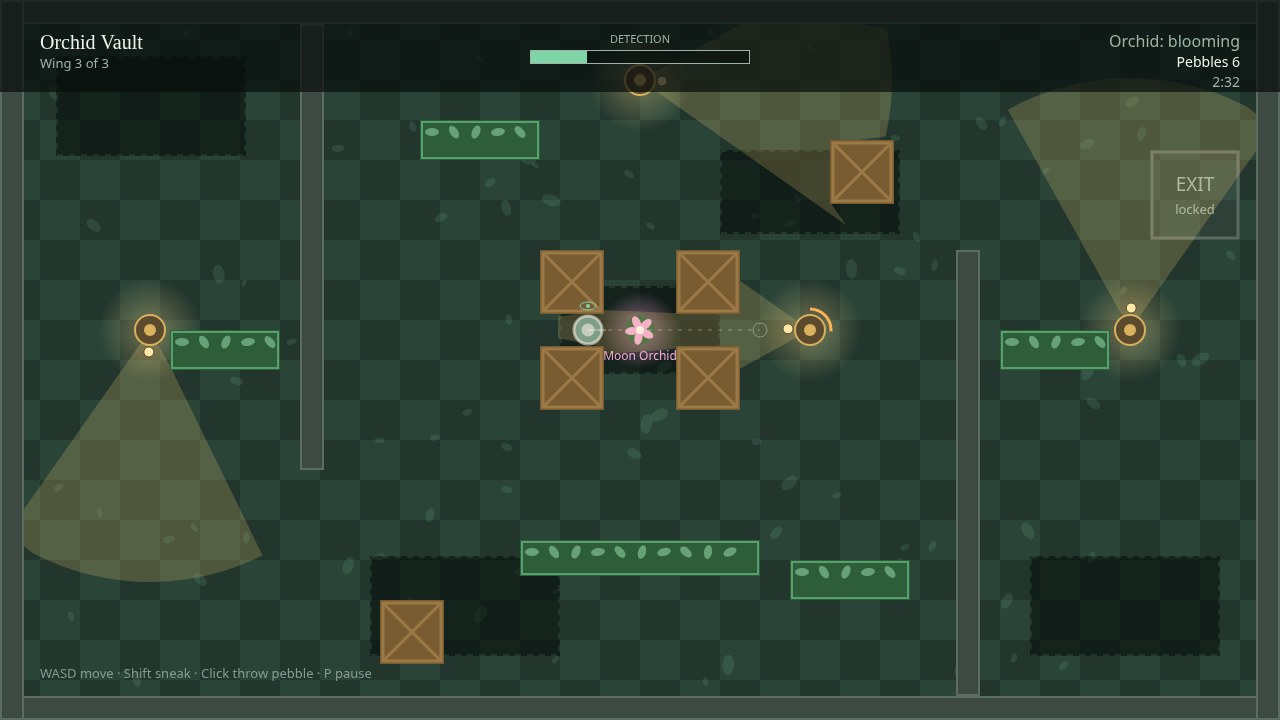 Orchid Vault
Wing 3 of 3
DETECTION
Orchid: blooming
Pebbles 6
2:32
EXIT
locked
Moon Orchid
WASD move · Shift sneak · Click throw pebble · P pause